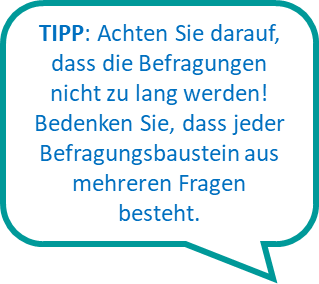 TIPP: Achten Sie darauf,
dass die Befragungen
nicht zu lang werden!
Bedenken Sie, dass jeder
Befragungsbaustein aus
mehreren Fragen
besteht.